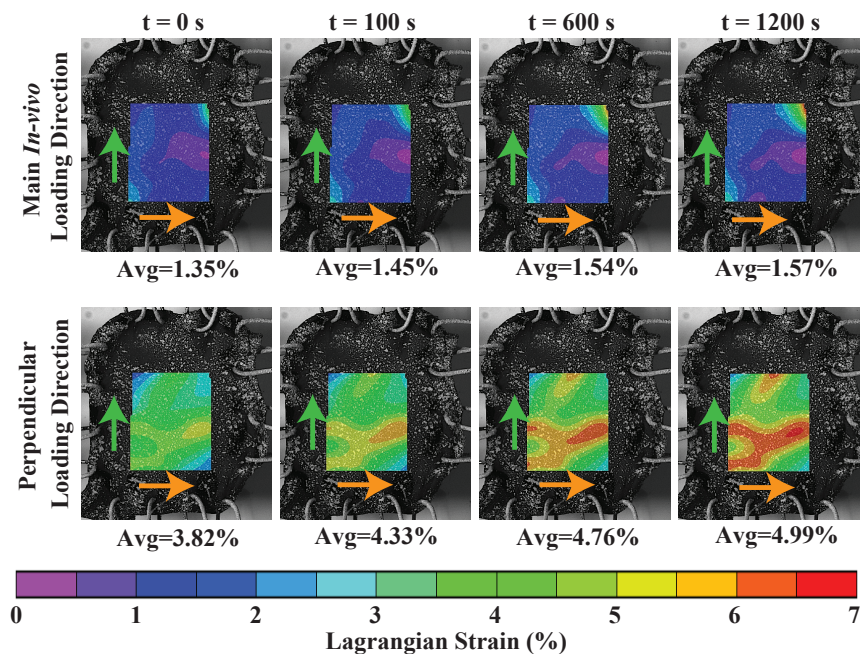 t = 0 s
t = 100 s
t = 600 s
t = 1200 s
Main In-vivo
Loading Direction
Avg=1.35%
Avg=1.45%
Avg=1.54%
Avg=1.57%
Perpendicular
Loading Direction
Avg=3.82%
Avg=4.33%
Avg=4.76%
Avg=4.99%
0 1 2 3 4 5 6 7
Lagrangian Strain (%)